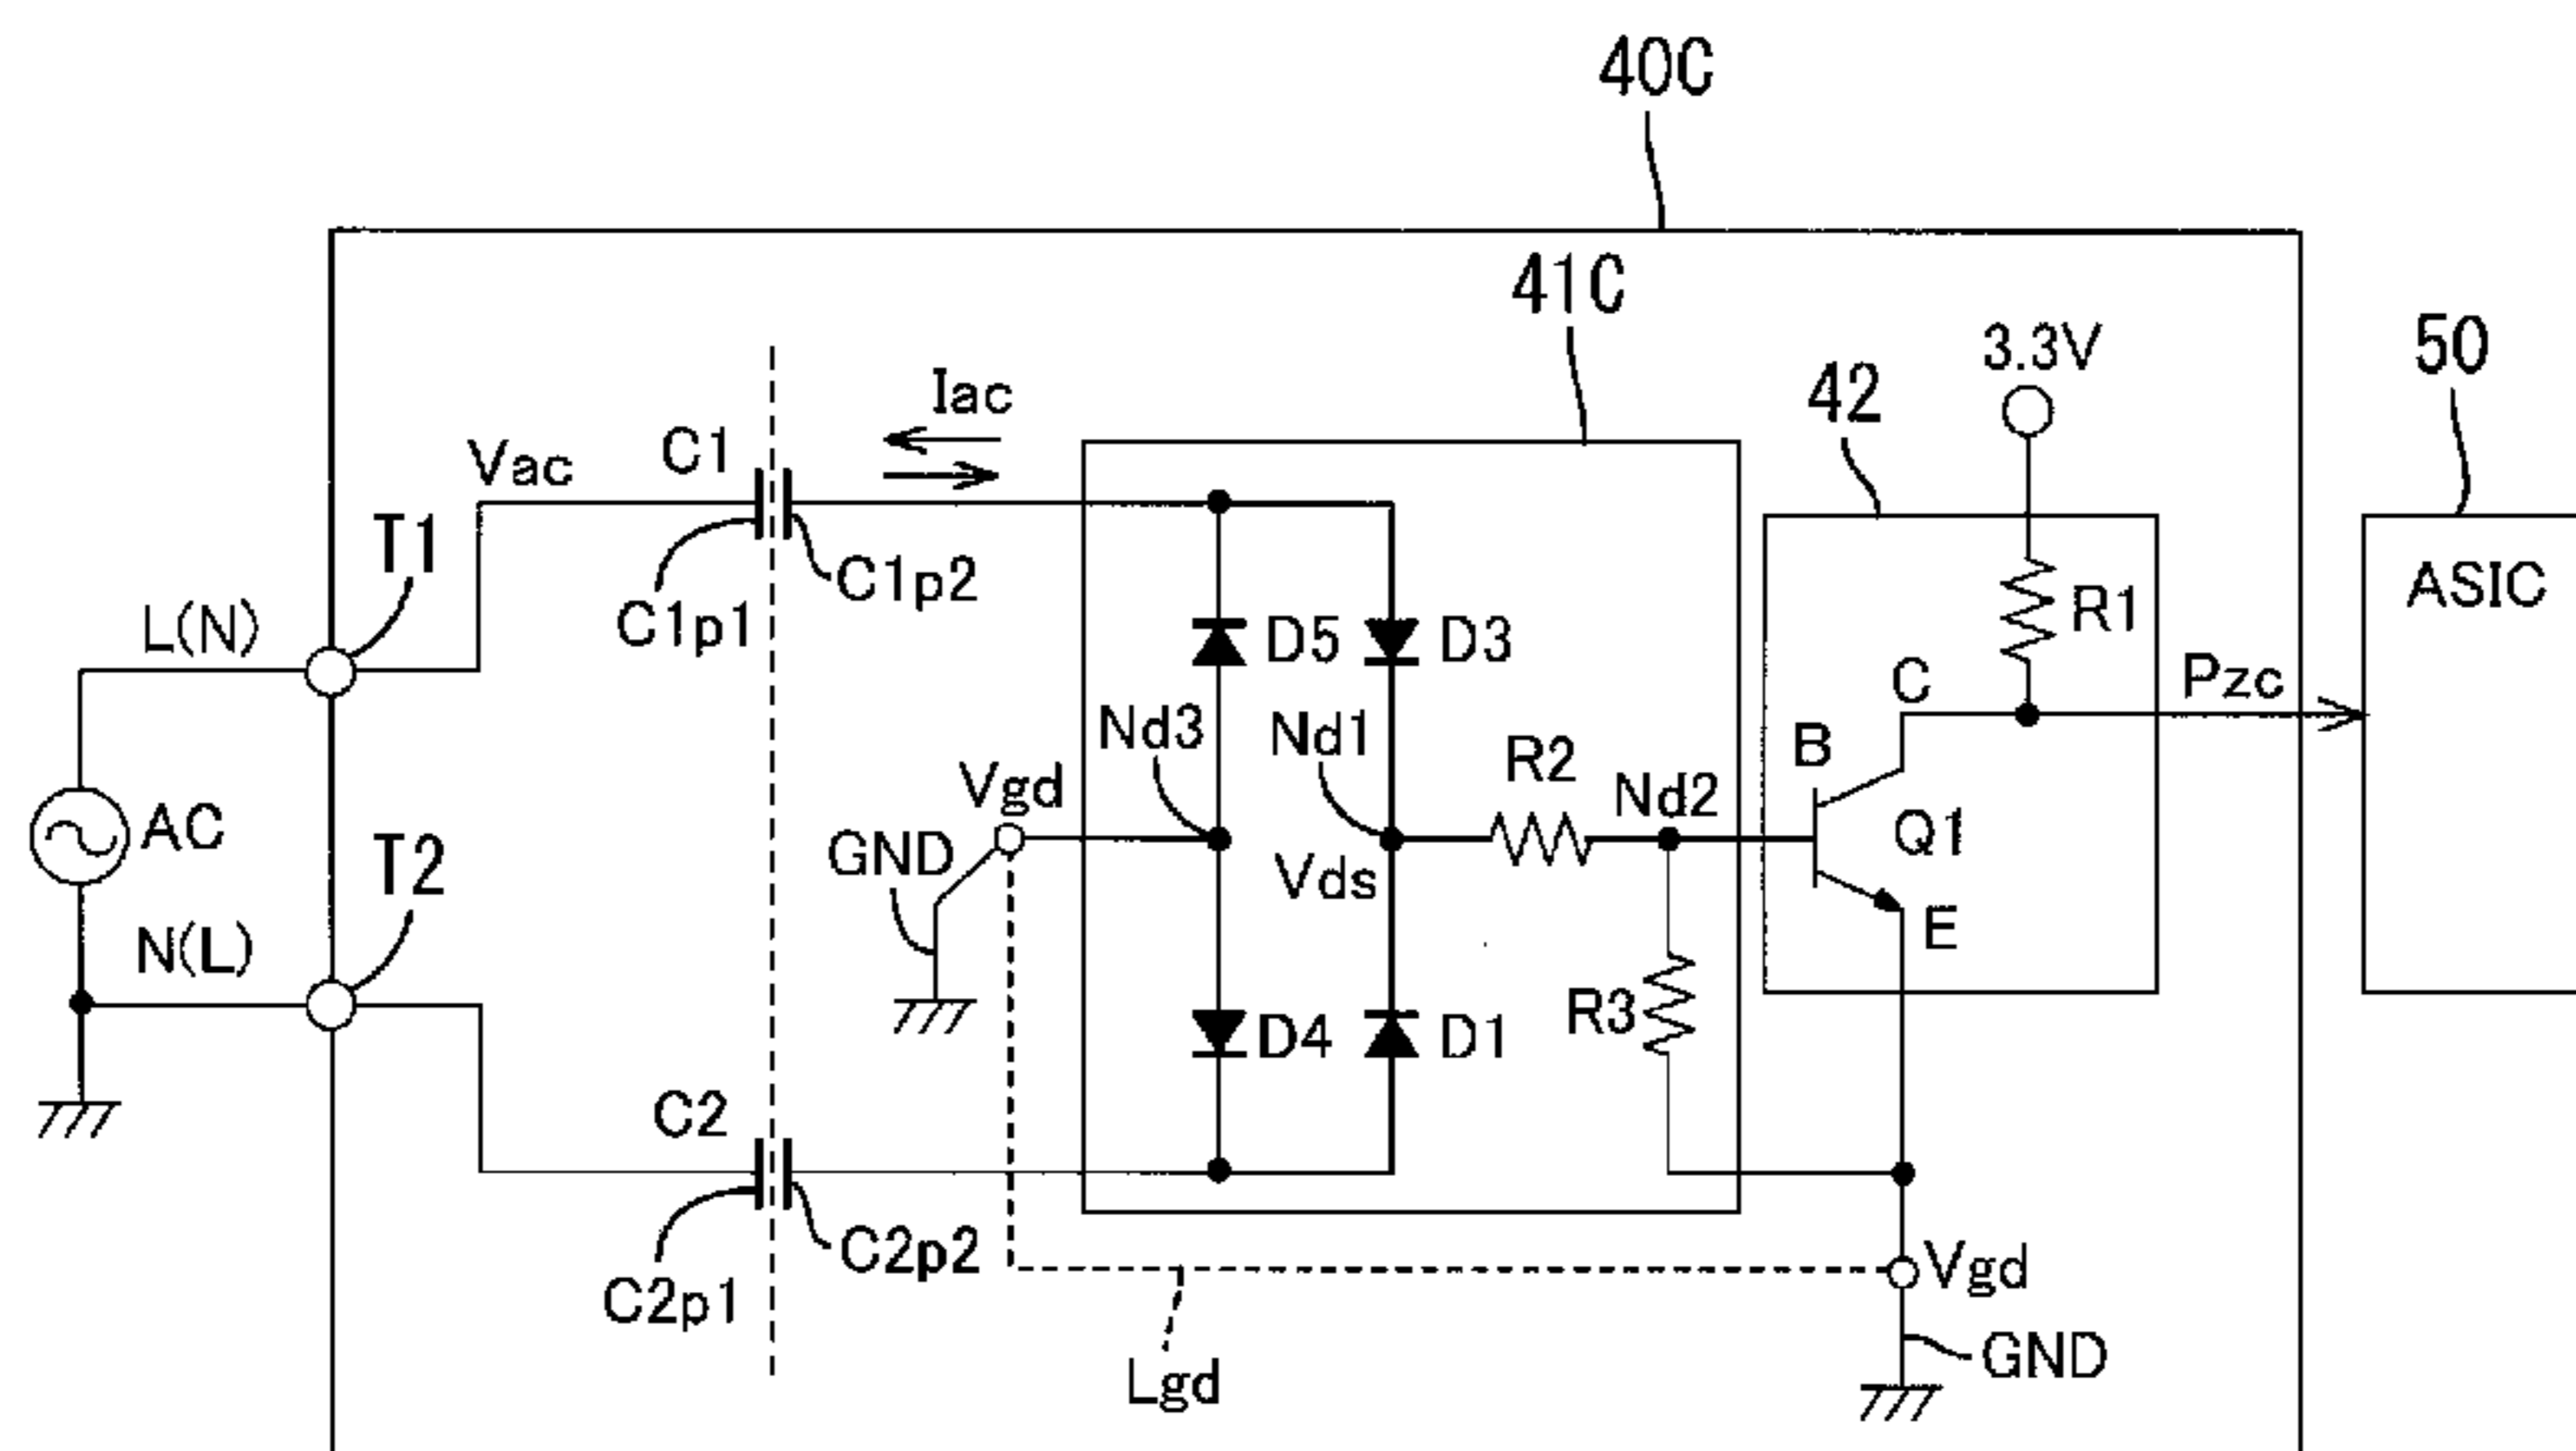 40C
41C
3.3V
50
42
Iac
C1
Vac
T1
C1p2
ASIC
R1
C1p1
L(N)
D5
D3
C
Pzc
Nd3
Nd1
R2
B
Nd2
Vgd
AC
GND
Q1
T2
Vds
E
N(L)
R3
D4
D1
C2
C2p2
Vgd
C2p1
GND
Lgd